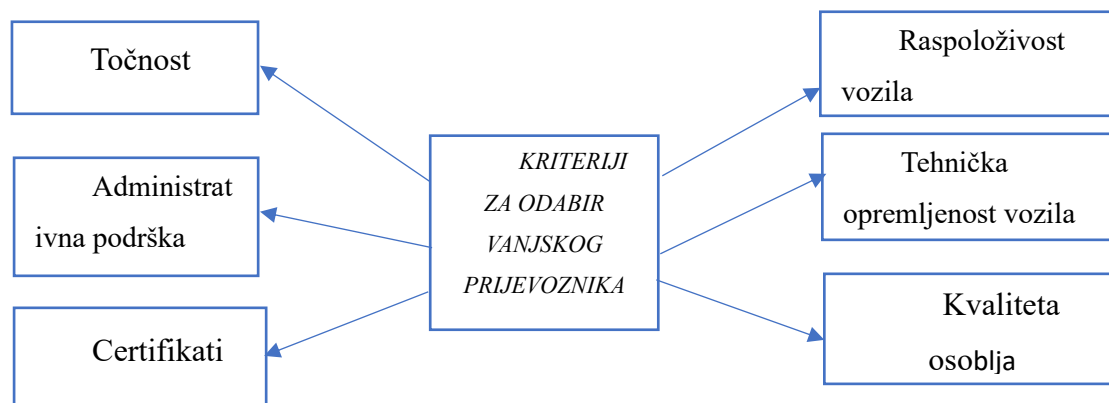 Točnost
Administrat
ivna podrška
Certifikati
KRITERIJI
ZA ODABIR
VANJSKOG
PRIJEVOZNIKA
Raspoloživost
vozila
Tehnička
opremljenost vozila
Kvaliteta
osoblja